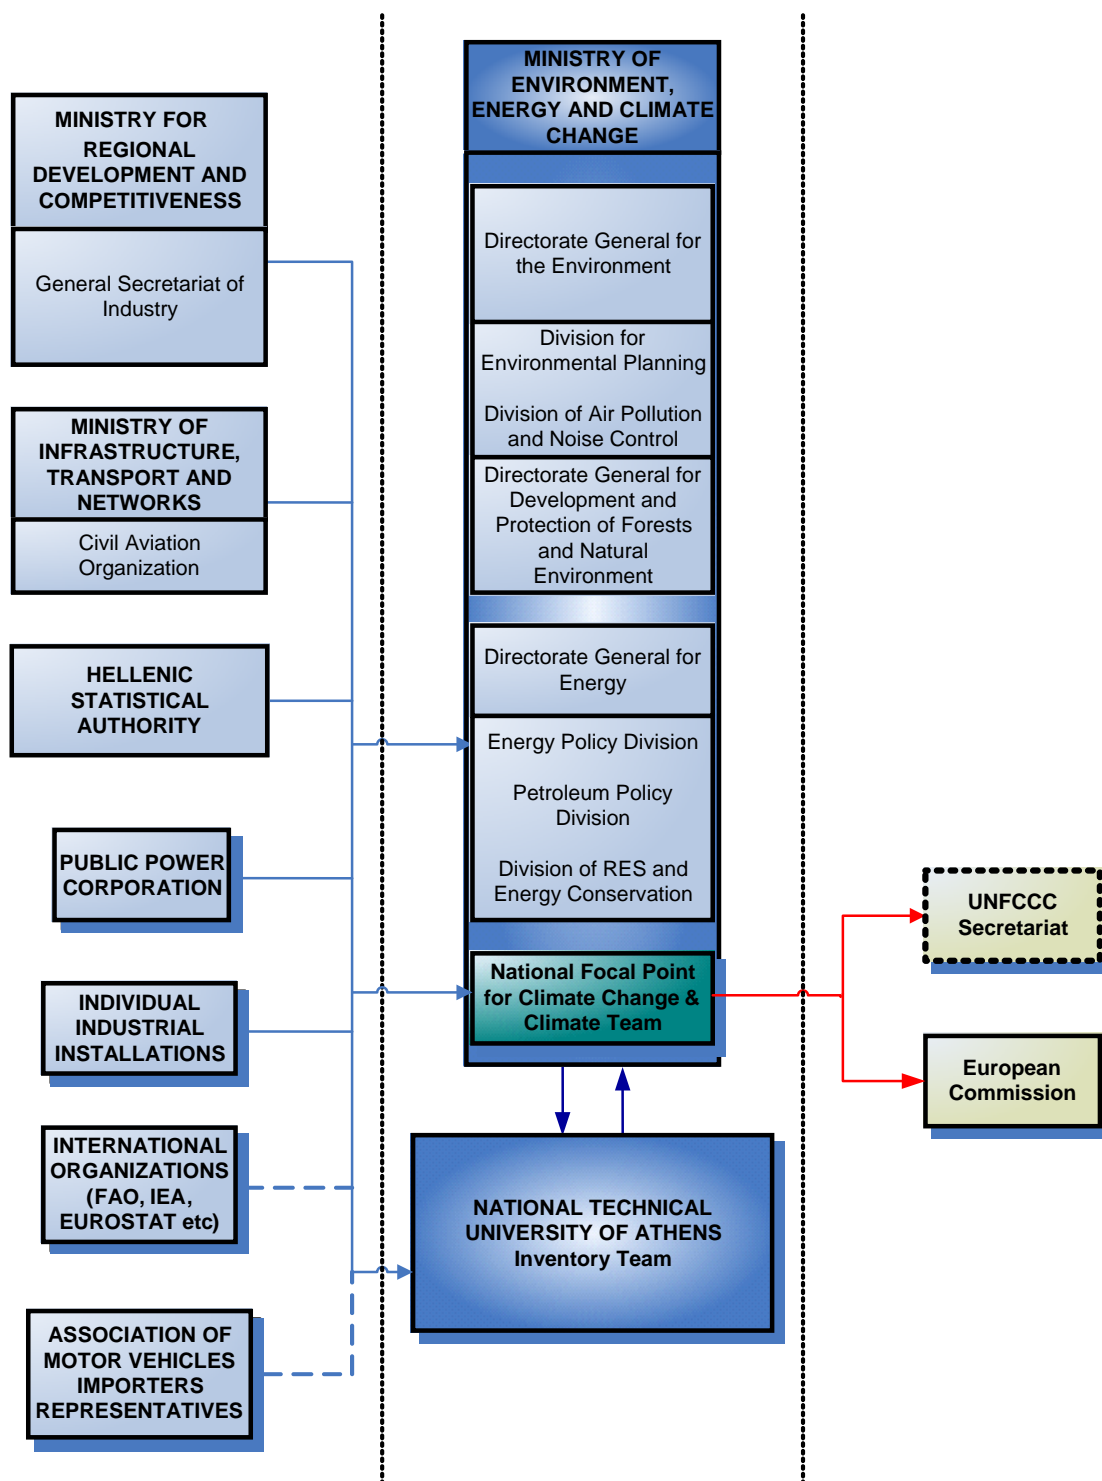 MINISTRY FOR
REGIONAL
DEVELOPMENT AND
COMPETITIVENESS
General Secretariat of
Industry
MINISTRY OF
INFRASTRUCTURE,
TRANSPORT AND
NETWORKS
Civil Aviation
Organization
HELLENIC
STATISTICAL
AUTHORITY
PUBLIC POWER
CORPORATION
INDIVIDUAL
INDUSTRIAL
INSTALLATIONS
INTERNATIONAL
ORGANIZATIONS
(FAO, IEA,
EUROSTAT etc)
ASSOCIATION OF
MOTOR VEHICLES
IMPORTERS
REPRESENTATIVES
MINISTRY OF
ENVIRONMENT,
ENERGY AND CLIMATE
CHANGE
Directorate General for
the Environment
Division for
Environmental Planning
Division of Air Pollution
and Noise Control
Directorate General for
Development and
Protection of Forests
and Natural
Environment
Directorate General for
Energy
Energy Policy Division
Petroleum Policy
Division
Division of RES and
Energy Conservation
National Focal Point
for Climate Change &
Climate Team
NATIONAL TECHNICAL
UNIVERSITY OF ATHENS
Inventory Team
UNFCCC
Secretariat
European
Commission